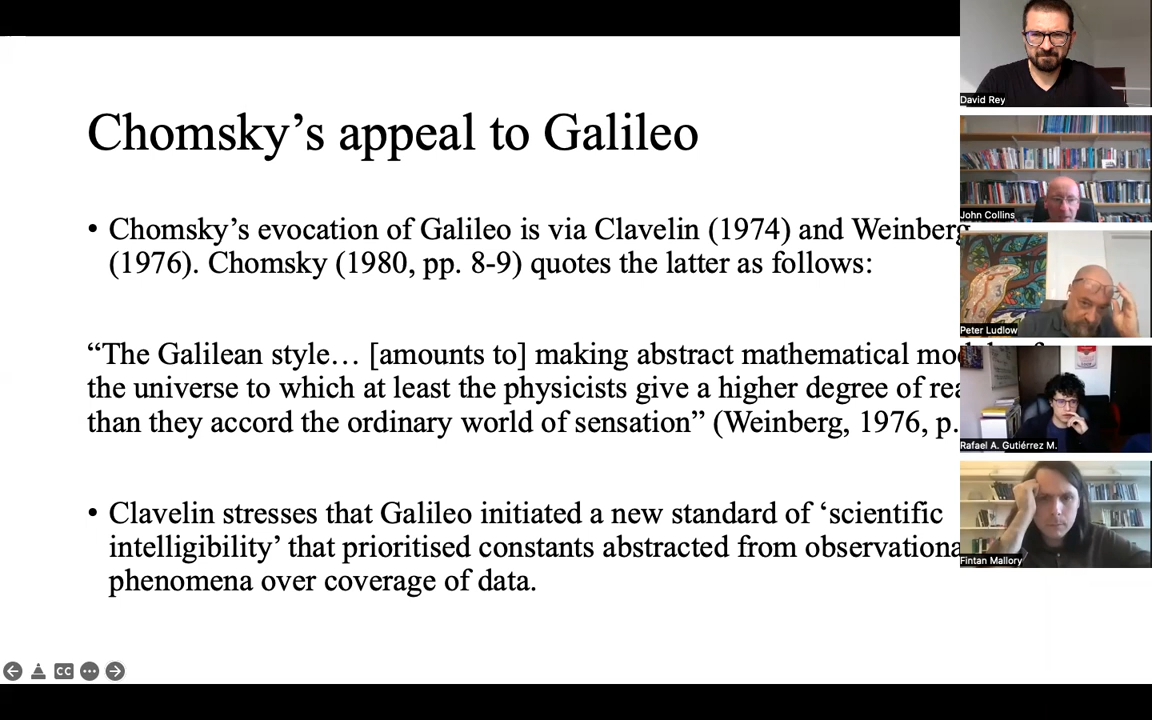 Chomsky’s appeal to Galileo
• Chomsky’s evocation of Galileo is via Clavelin (1974) and Weinberg
(1976). Chomsky (1980, pp. 8-9) quotes the latter as follows:
“The Galilean style… [amounts to] making abstract mathematical
the universe to which at least the physicists give a higher degree of
than they accord the ordinary world of sensation” (Weinberg, 1976, p.
• Clavelin stresses that Galileo initiated a new standard of ‘scientific
intelligibility’ that prioritised constants abstracted from
phenomena over coverage of data.
CC
David Rey
John Collins
Peter Ludlow
Rafael A. Gutiérrez M.
Fintan Mallory